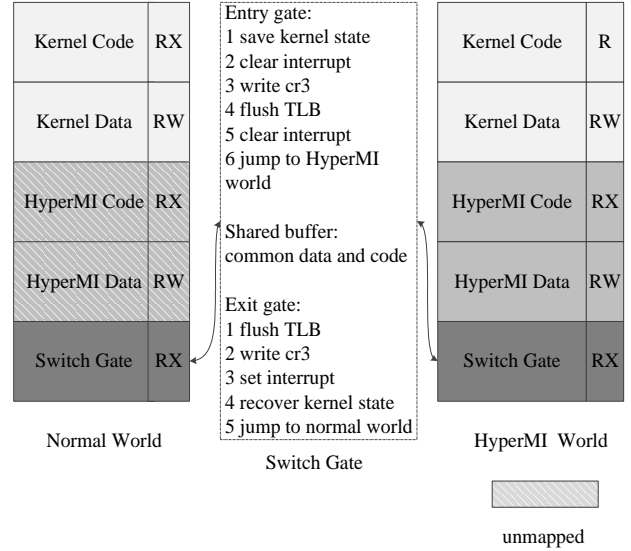 Kernel Code RX
Kernel Data RW
HyperMI Code RX
HyperMI Data RW
Switch Gate RX
Normal World
Entry gate:
1 save kernel state
2 clear interrupt
3 write cr3
4 flush TLB
5 clear interrupt
6 jump to HyperMI
world
Shared buffer:
common data and code
Exit gate:
1 flush TLB
2 write cr3
3 set interrupt
4 recover kernel state
5 jump to normal world
Switch Gate
Kernel Code R
Kernel Data RW
HyperMI Code RX
HyperMI Data RW
Switch Gate RX
HyperMI World
unmapped